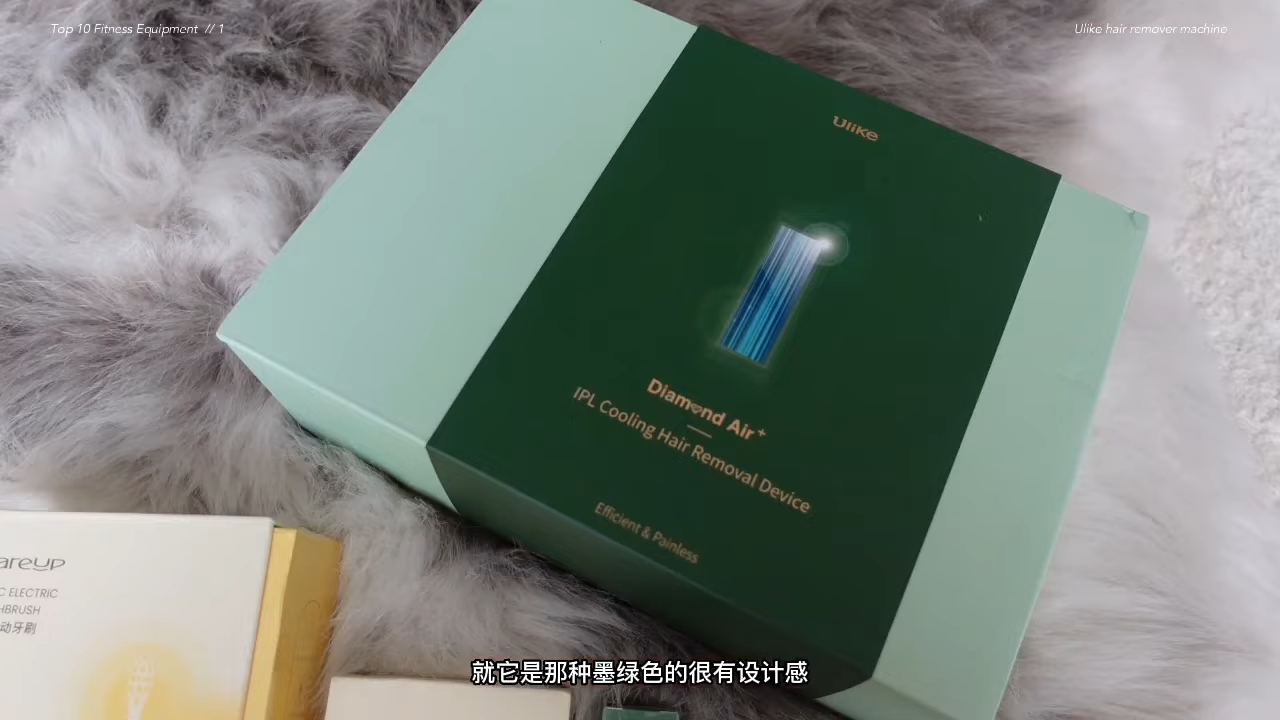 Top 10 Fitness Equipment // 1
Ulike hair remover machine
Ulike
Diamond Air+
IPL Cooling Hair Removal Device
Efficient & Painless
areup
C ELECTRIC
HBRUSH
动牙刷
就它是那种墨绿色的很有设计感